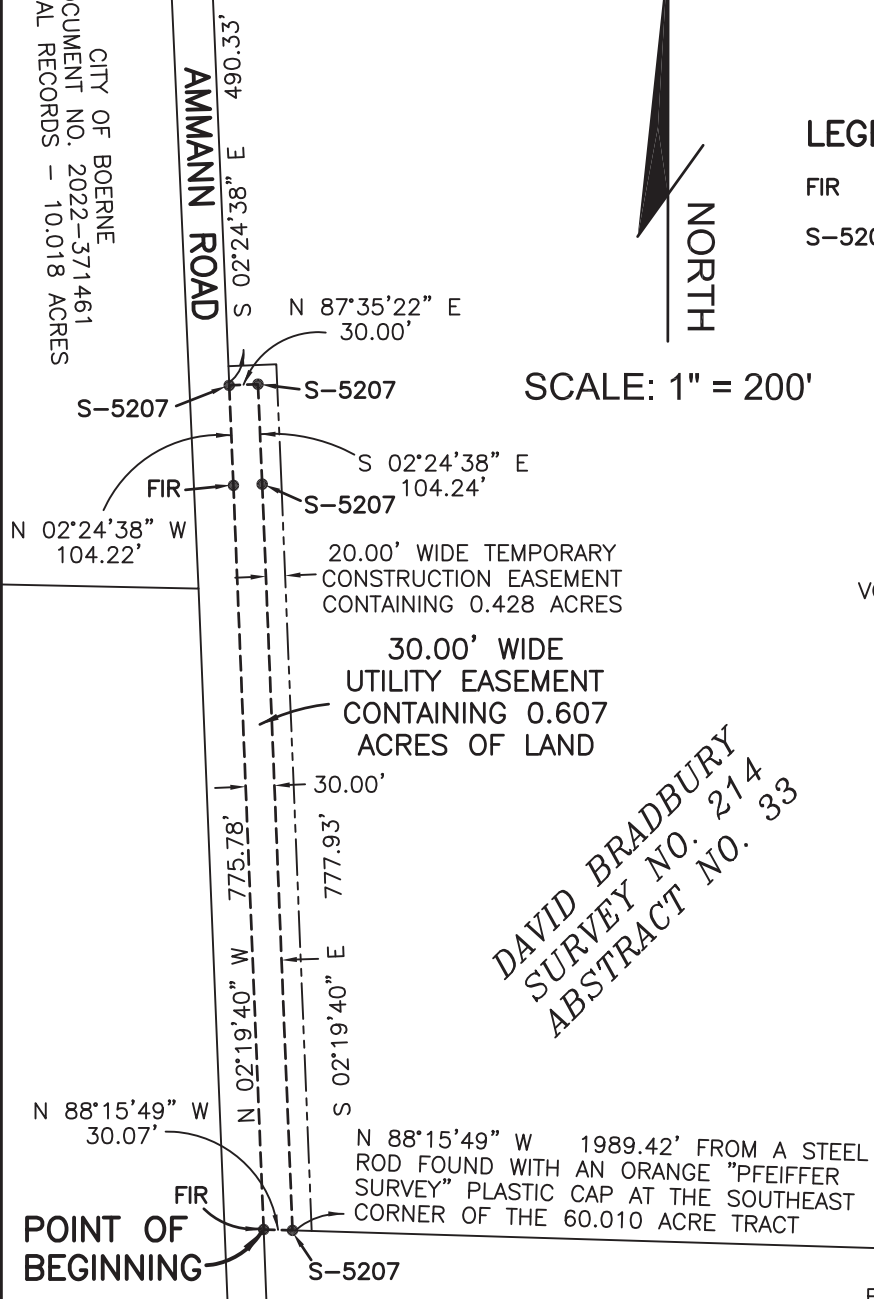 CITY OF BOERNE
DOCUMENT NO. 2022-371461
AL RECORDS - 10.018 ACRES
AMMANN ROAD
S 02°24'38" E 490.33'
NORTH
LEGE
FIR
S-520
SCALE: 1" = 200'
N 87°35'22" E
30.00'
S-5207
S-5207
S 02°24'38" E
104.24'
FIR
S-5207
N 02°24'38" W
104.22'
20.00' WIDE TEMPORARY
CONSTRUCTION EASEMENT
CONTAINING 0.428 ACRES
30.00' WIDE
UTILITY EASEMENT
CONTAINING 0.607
ACRES OF LAND
30.00'
N 02°19'40" W 775.78'
S 02°19'40" E 777.93'
DAVID BRADBURY
SURVEY NO. 214
ABSTRACT NO. 33
N 88°15'49" W
30.07'
N 88°15'49" W 1989.42' FROM A STEEL
ROD FOUND WITH AN ORANGE "PFEIFFER
SURVEY" PLASTIC CAP AT THE SOUTHEAST
CORNER OF THE 60.010 ACRE TRACT
FIR
POINT OF
BEGINNING
S-5207